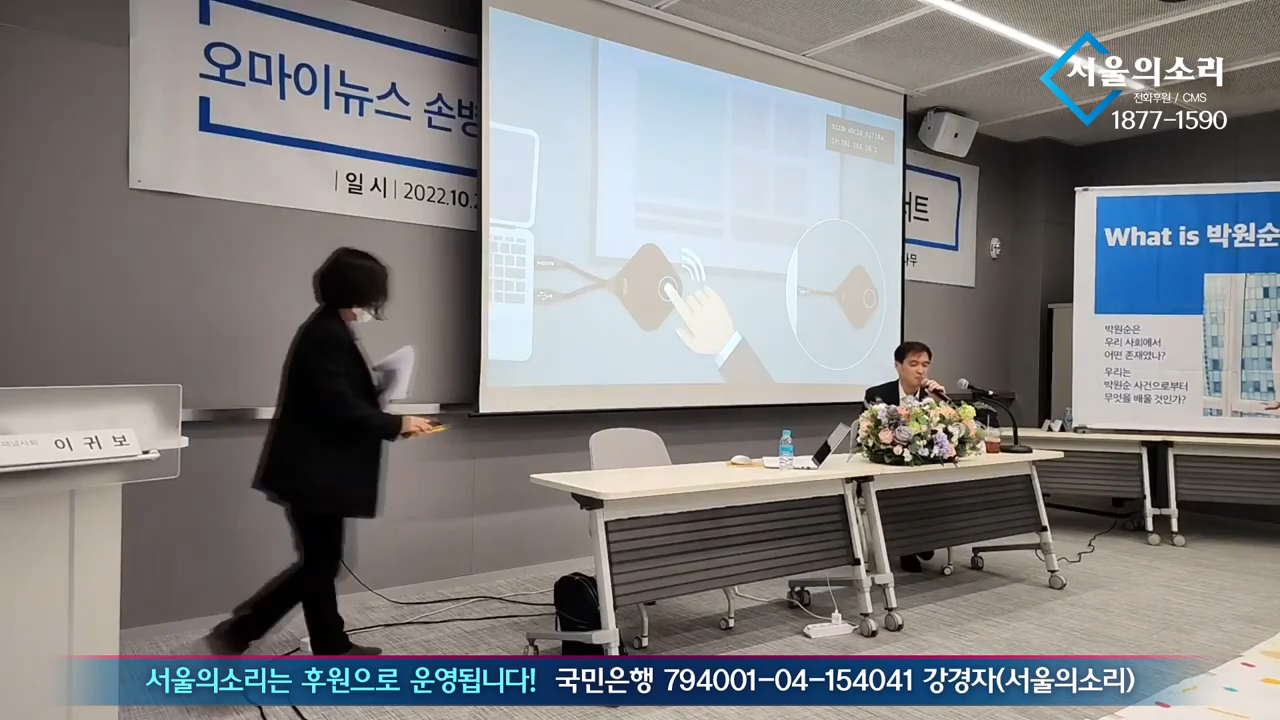 오마이뉴스 손병
일 시 | 2022.10.2
서울의소리
전화후원 / CMS
1877-1590
What is 박원순
박원순은
우리 사회에서
어떤 존재였나?
우리는
박원순 사건으로부터
무엇을 배울 것인가?
이 귀 보
서울의소리는 후원으로 운영됩니다! 국민은행 794001-04-154041 강경자(서울의소리)